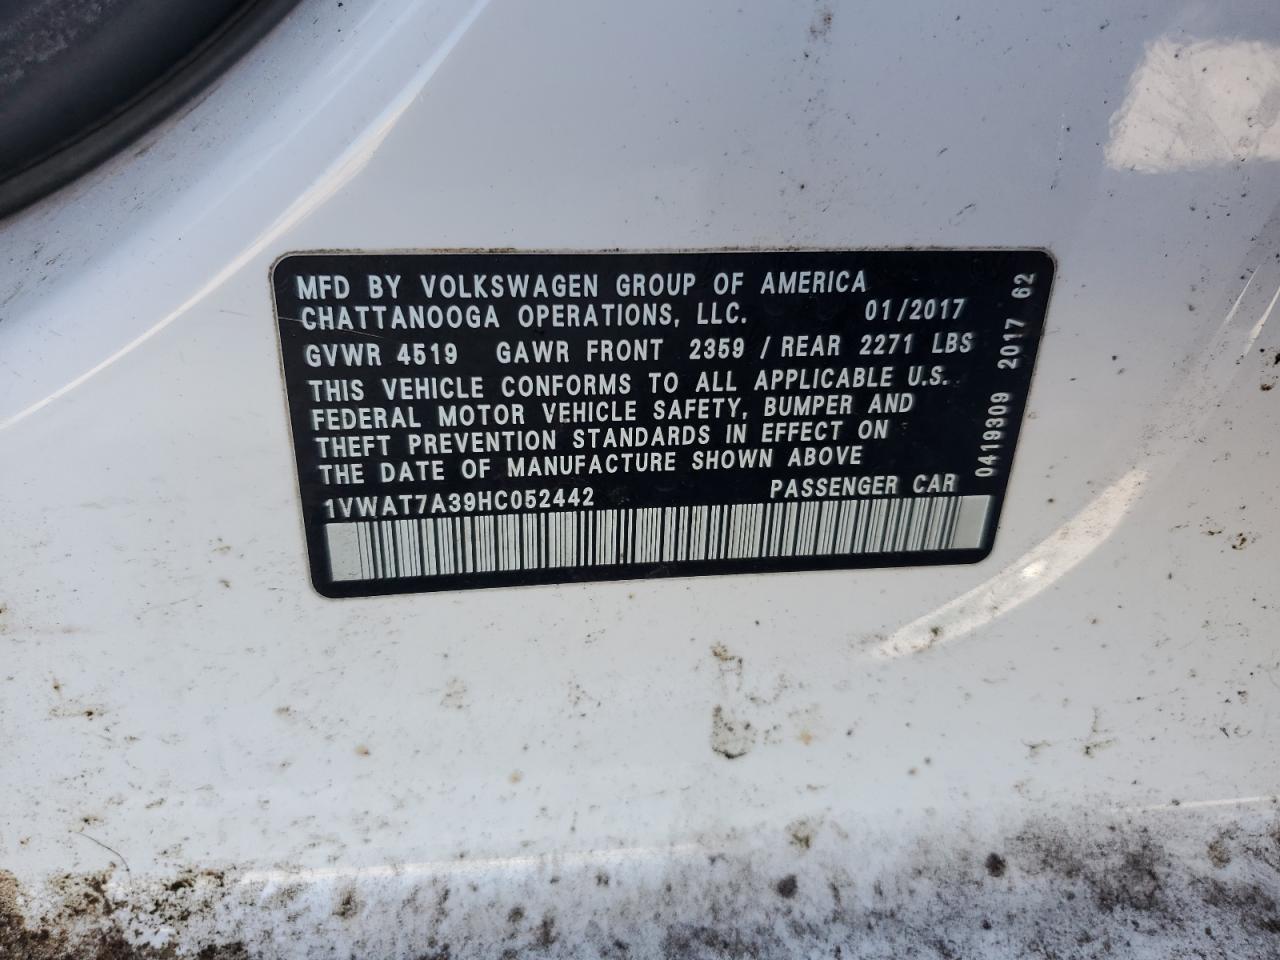 MFD BY VOLKSWAGEN GROUP OF AMERICA
CHATTANOOGA OPERATIONS, LLC. 01/2017
GVWR 4519 GAWR FRONT 2359 / REAR 2271 LBS
THIS VEHICLE CONFORMS TO ALL APPLICABLE U.S.
FEDERAL MOTOR VEHICLE SAFETY, BUMPER AND
THEFT PREVENTION STANDARDS IN EFFECT ON
THE DATE OF MANUFACTURE SHOWN ABOVE
1VWAT7A39HC052442 PASSENGER CAR
0419309 2017 62